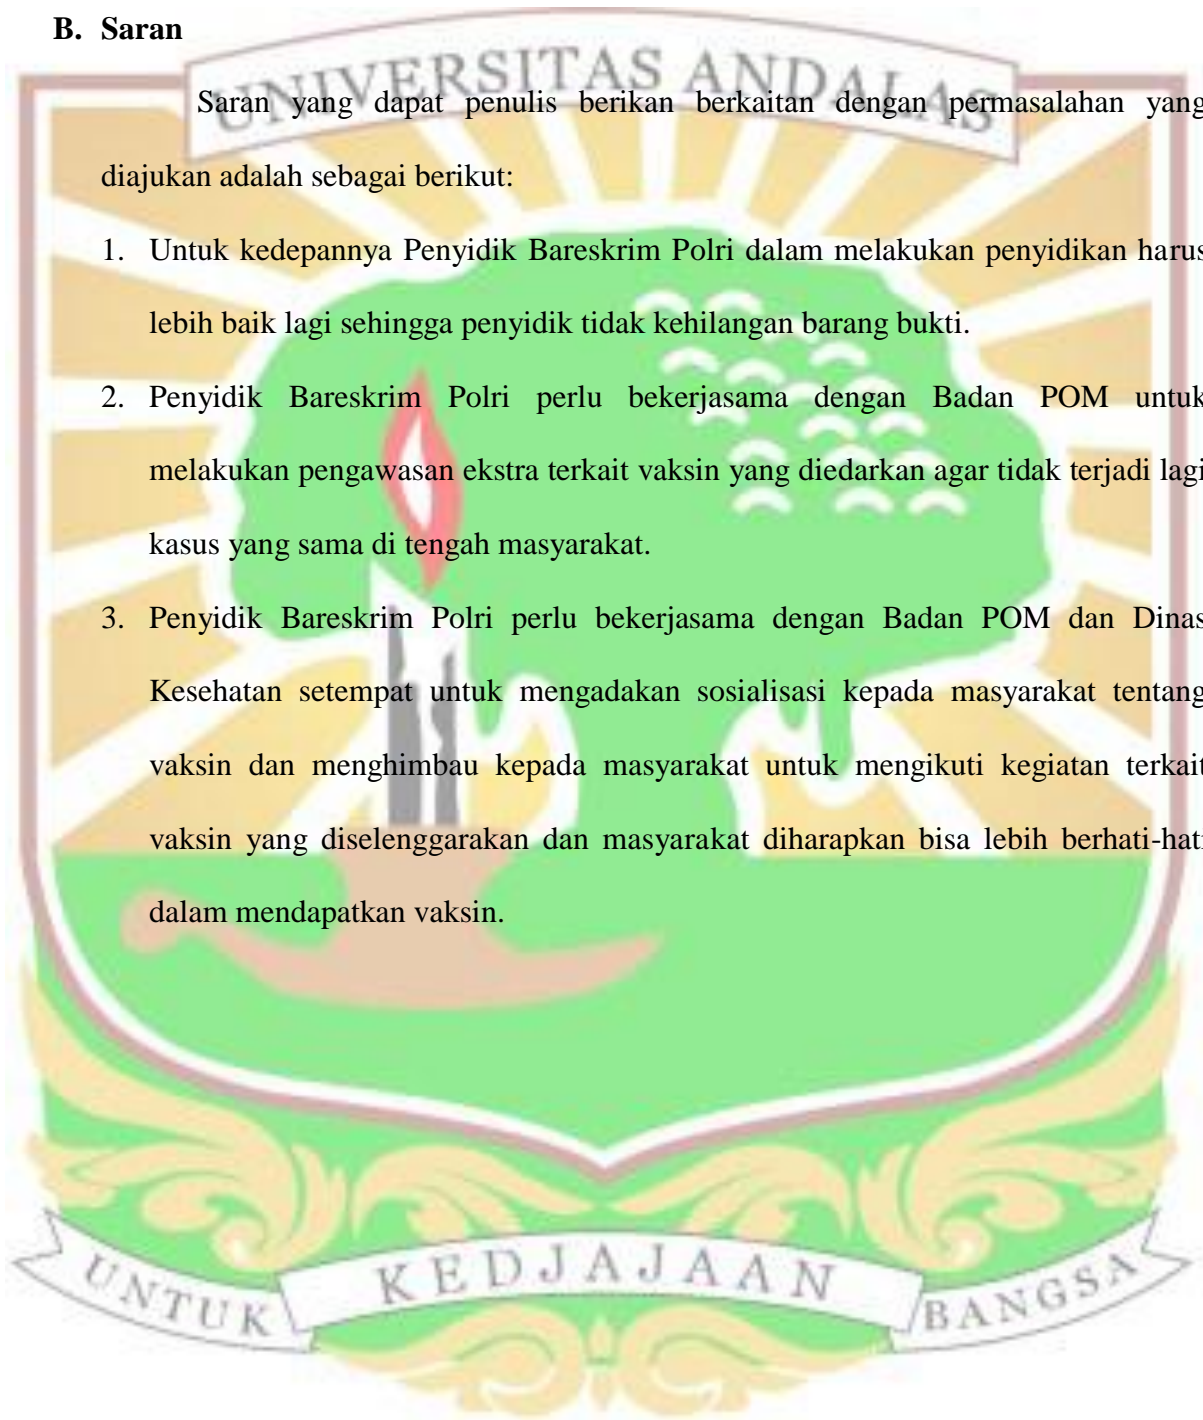 B. Saran
UNIVERSITAS ANDALAS
Saran yang dapat penulis berikan berkaitan dengan permasalahan yang
diajukan adalah sebagai berikut:
1. Untuk kedepannya Penyidik Bareskrim Polri dalam melakukan penyidikan harus
lebih baik lagi sehingga penyidik tidak kehilangan barang bukti.
2. Penyidik Bareskrim Polri perlu bekerjasama dengan Badan POM untuk
melakukan pengawasan ekstra terkait vaksin yang diedarkan agar tidak terjadi lagi
kasus yang sama di tengah masyarakat.
3. Penyidik Bareskrim Polri perlu bekerjasama dengan Badan POM dan Dinas
Kesehatan setempat untuk mengadakan sosialisasi kepada masyarakat tentang
vaksin dan menghimbau kepada masyarakat untuk mengikuti kegiatan terkait
vaksin yang diselenggarakan dan masyarakat diharapkan bisa lebih berhati-hati
dalam mendapatkan vaksin.
UNTUK KEDJAJAAN BANGSA